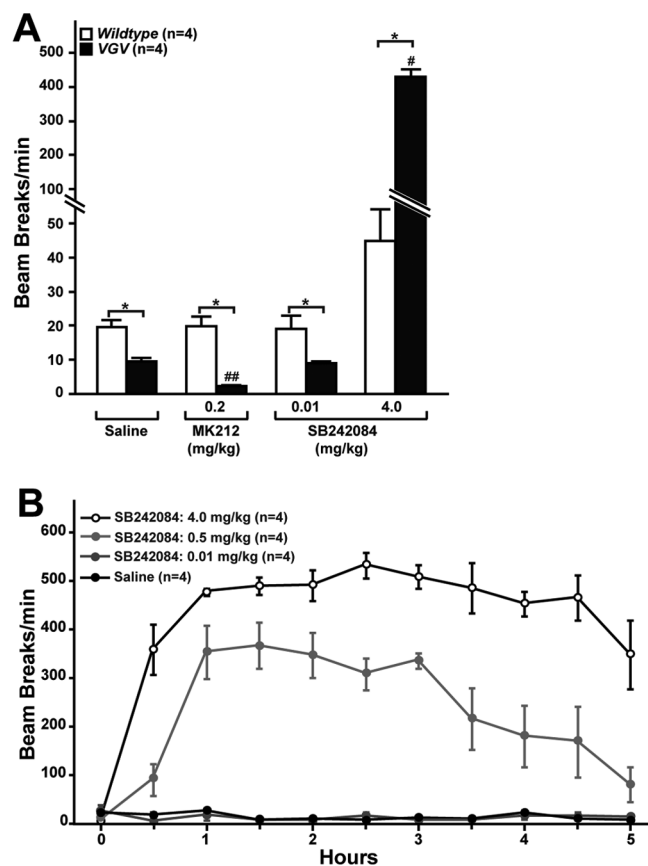 A
Wildtype (n=4)
VGV (n=4)
Beam Breaks/min
500
400
300
200
100
50
40
30
20
10
0
*
*
##
*
*
#
0.2
0.01
4.0
Saline
MK212
(mg/kg)
SB242084
(mg/kg)
B
SB242084: 4.0 mg/kg (n=4)
SB242084: 0.5 mg/kg (n=4)
SB242084: 0.01 mg/kg (n=4)
Saline (n=4)
Beam Breaks/min
600
500
400
300
200
100
0
0
1
2
3
4
5
Hours